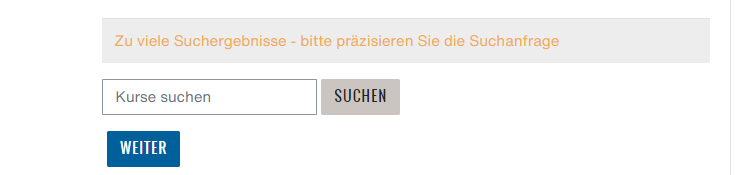 Zu viele Suchergebnisse - bitte präzisieren Sie die Suchanfrage
Kurse suchen SUCHEN
WEITER